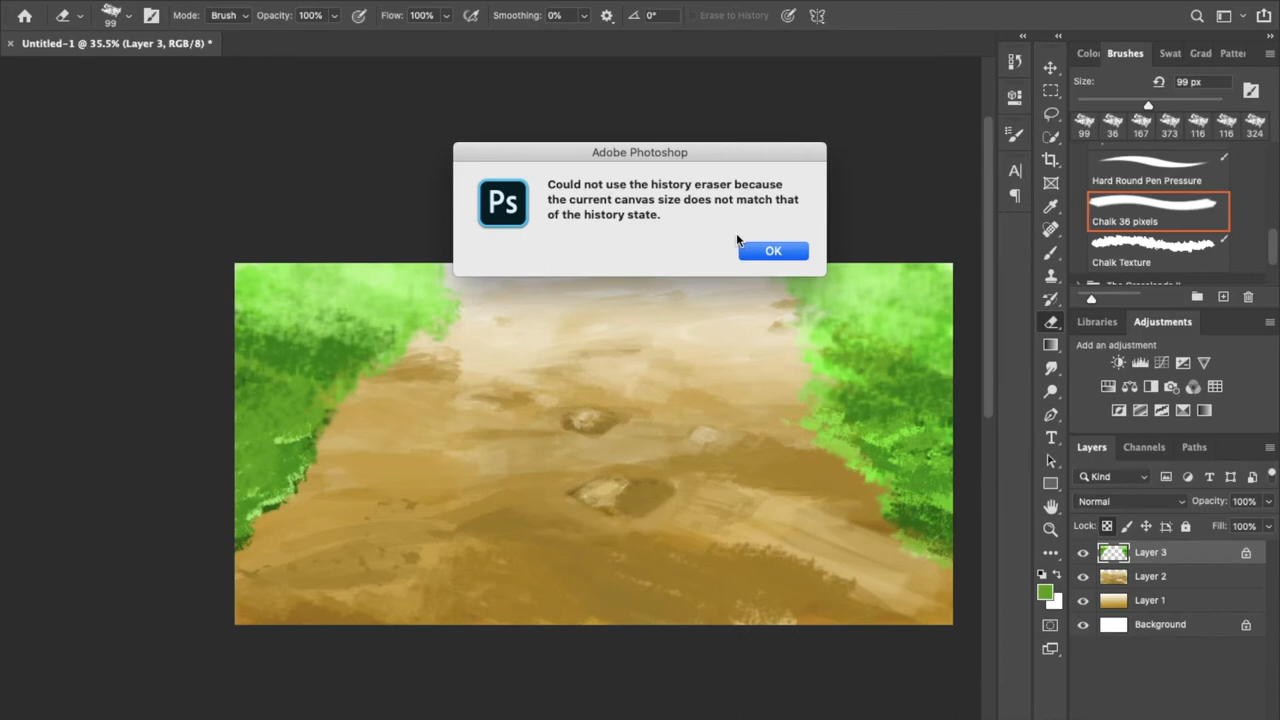 99 Mode: Brush Opacity: 100% Flow: 100% Smoothing: 0% 0° Erase to History
× Untitled-1 @ 35.5% (Layer 3, RGB/8) *
Colo Brushes Swat Grad Patter
Size: 99 px
99 36 167 373 116 116 324
Hard Round Pen Pressure
Chalk 36 pixels
Chalk Texture
Adobe Photoshop
Ps
Could not use the history eraser because
the current canvas size does not match that
of the history state.
OK
Libraries Adjustments
Add an adjustment
Layers Channels Paths
Kind
Normal Opacity: 100%
Lock: Fill: 100%
Layer 3
Layer 2
Layer 1
Background